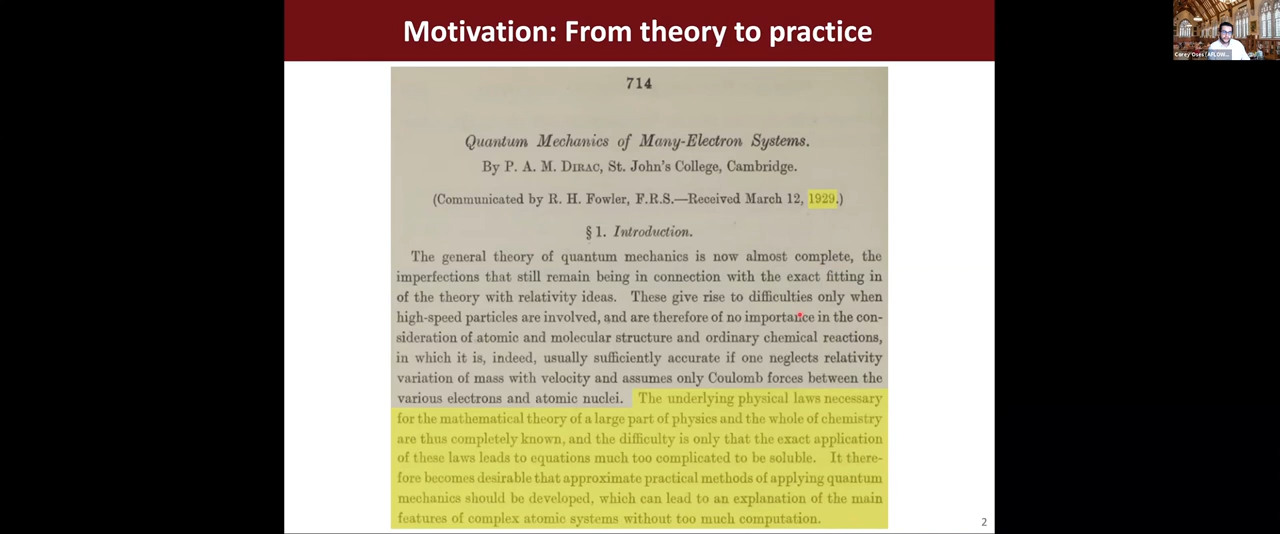 Motivation: From theory to practice
714
Quantum Mechanics of Many-Electron Systems.
By P. A. M. DIRAC, St. John's College, Cambridge.
(Communicated by R. H. Fowler, F.R.S.—Received March 12, 1929.)
§ 1. Introduction.
The general theory of quantum mechanics is now almost complete, the
imperfections that still remain being in connection with the exact fitting in
of the theory with relativity ideas. These give rise to difficulties only when
high-speed particles are involved, and are therefore of no importance in the con-
sideration of atomic and molecular structure and ordinary chemical reactions,
in which it is, indeed, usually sufficiently accurate if one neglects relativity
variation of mass with velocity and assumes only Coulomb forces between the
various electrons and atomic nuclei. The underlying physical laws necessary
for the mathematical theory of a large part of physics and the whole of chemistry
are thus completely known, and the difficulty is only that the exact application
of these laws leads to equations much too complicated to be soluble. It there-
fore becomes desirable that approximate practical methods of applying quantum
mechanics should be developed, which can lead to an explanation of the main
features of complex atomic systems without too much computation.
2
Corey Oses